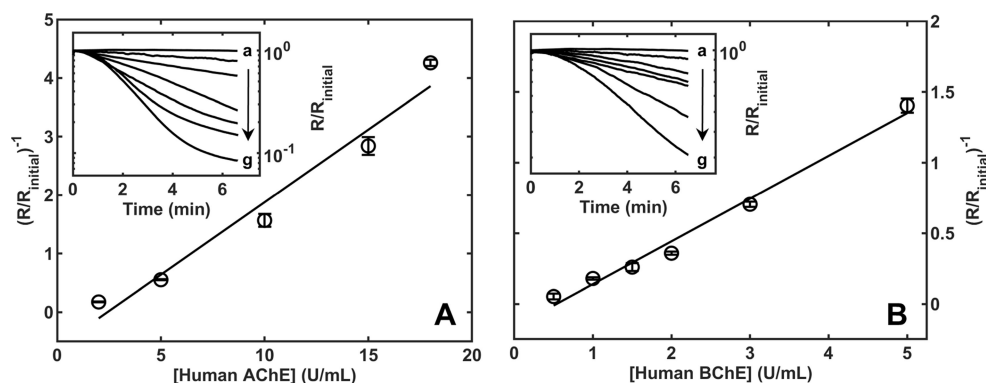 5
4
3
2
1
0
(R/R_initial)^-1
a
g
10^0
10^-1
R/R_initial
0 2 4 6
Time (min)
A
0 5 10 15 20
[Human AChE] (U/mL)
a
g
10^0
R/R_initial
0 2 4 6
Time (min)
2
1.5
1
0.5
0
(R/R_initial)^-1
B
0 1 2 3 4 5
[Human BChE] (U/mL)